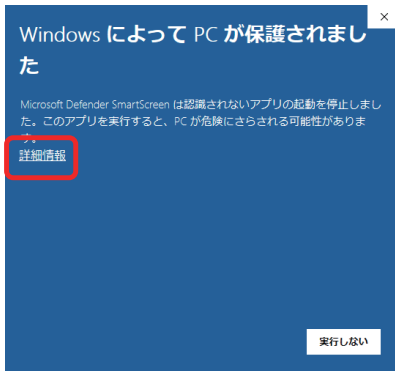 Windows によって PC が保護されまし
た
Microsoft Defender SmartScreen は認識されないアプリの起動を停止しまし
た。このアプリを実行すると、PC が危険にさらされる可能性がありま
す。
詳細情報
実行しない